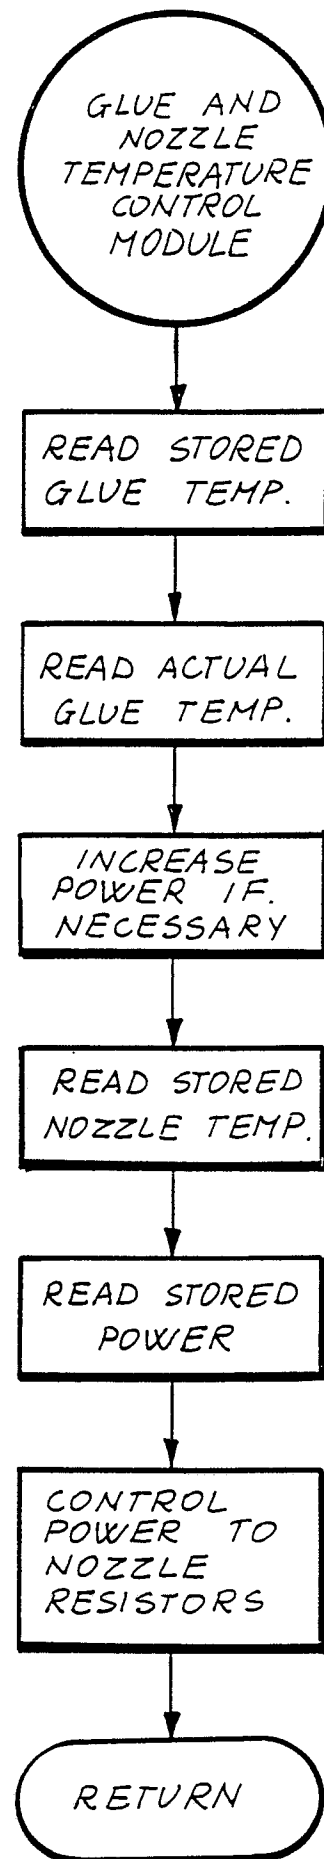 GLUE AND
NOZZLE
TEMPERATURE
CONTROL
MODULE
READ STORED
GLUE TEMP.
READ ACTUAL
GLUE TEMP.
INCREASE
POWER IF.
NECESSARY
READ STORED
NOZZLE TEMP.
READ STORED
POWER
CONTROL
POWER TO
NOZZLE
RESISTORS
RETURN